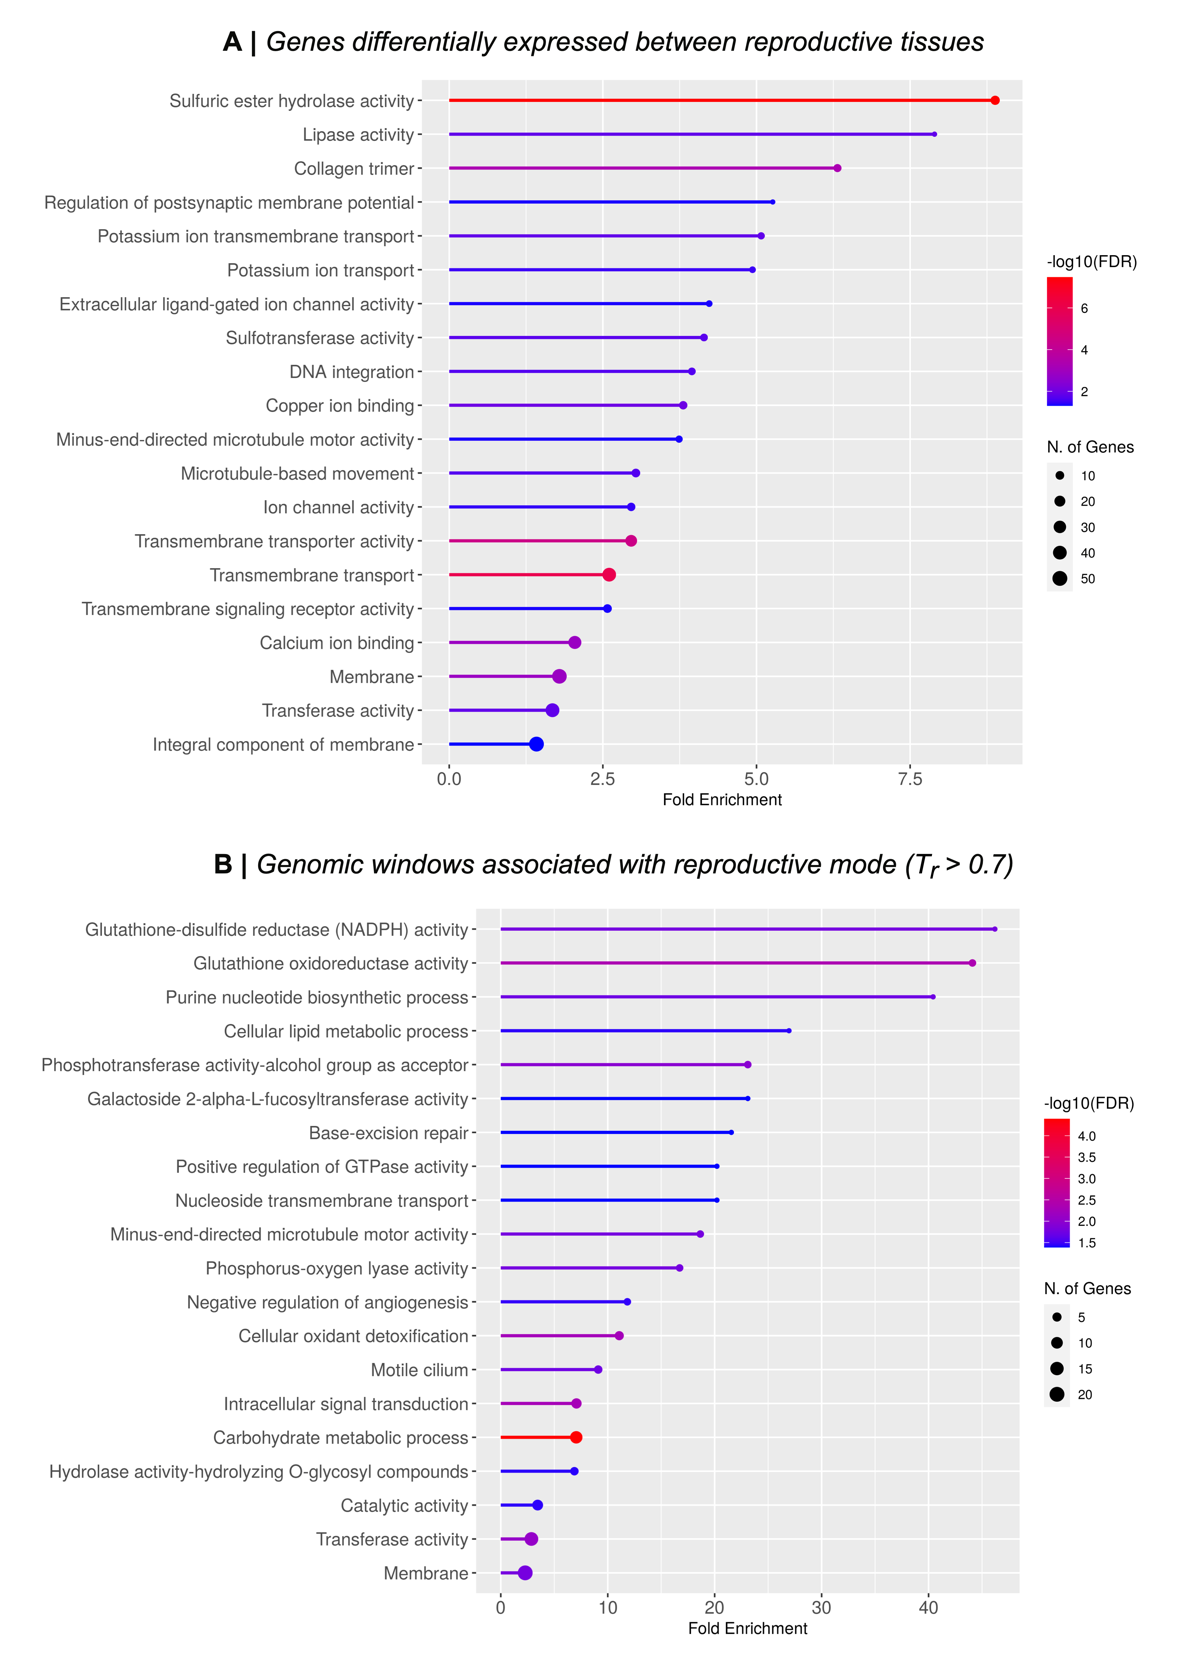 A | Genes differentially expressed between reproductive tissues
Sulfuric ester hydrolase activity
Lipase activity
Collagen trimer
Regulation of postsynaptic membrane potential
Potassium ion transmembrane transport
Potassium ion transport
Extracellular ligand-gated ion channel activity
Sulfotransferase activity
DNA integration
Copper ion binding
Minus-end-directed microtubule motor activity
Microtubule-based movement
Ion channel activity
Transmembrane transporter activity
Transmembrane transport
Transmembrane signaling receptor activity
Calcium ion binding
Membrane
Transferase activity
Integral component of membrane
0.0 2.5 5.0 7.5
Fold Enrichment
-log10(FDR)
6
4
2
N. of Genes
10
20
30
40
50
B | Genomic windows associated with reproductive mode (Tr > 0.7)
Glutathione-disulfide reductase (NADPH) activity
Glutathione oxidoreductase activity
Purine nucleotide biosynthetic process
Cellular lipid metabolic process
Phosphotransferase activity-alcohol group as acceptor
Galactoside 2-alpha-L-fucosyltransferase activity
Base-excision repair
Positive regulation of GTPase activity
Nucleoside transmembrane transport
Minus-end-directed microtubule motor activity
Phosphorus-oxygen lyase activity
Negative regulation of angiogenesis
Cellular oxidant detoxification
Motile cilium
Intracellular signal transduction
Carbohydrate metabolic process
Hydrolase activity-hydrolyzing O-glycosyl compounds
Catalytic activity
Transferase activity
Membrane
0 10 20 30 40
Fold Enrichment
-log10(FDR)
4.0
3.5
3.0
2.5
2.0
1.5
N. of Genes
5
10
15
20